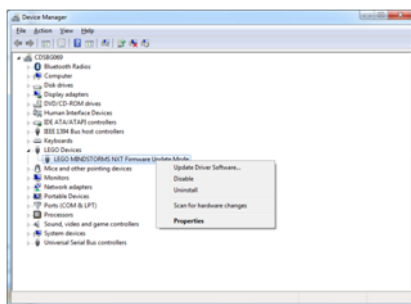 Device Manager
File Action View Help
CDSBG069
Bluetooth Radios
Computer
Disk drives
Display adapters
DVD/CD-ROM drives
Human Interface Devices
IDE ATA/ATAPI controllers
IEEE 1394 Bus host controllers
Keyboards
LEGO Devices
LEGO MINDSTORMS NXT Firmware Update Mode
Mice and other pointing devices
Monitors
Network adapters
Portable Devices
Ports (COM & LPT)
Processors
Sound, video and game controllers
System devices
Universal Serial Bus controllers
Update Driver Software...
Disable
Uninstall
Scan for hardware changes
Properties